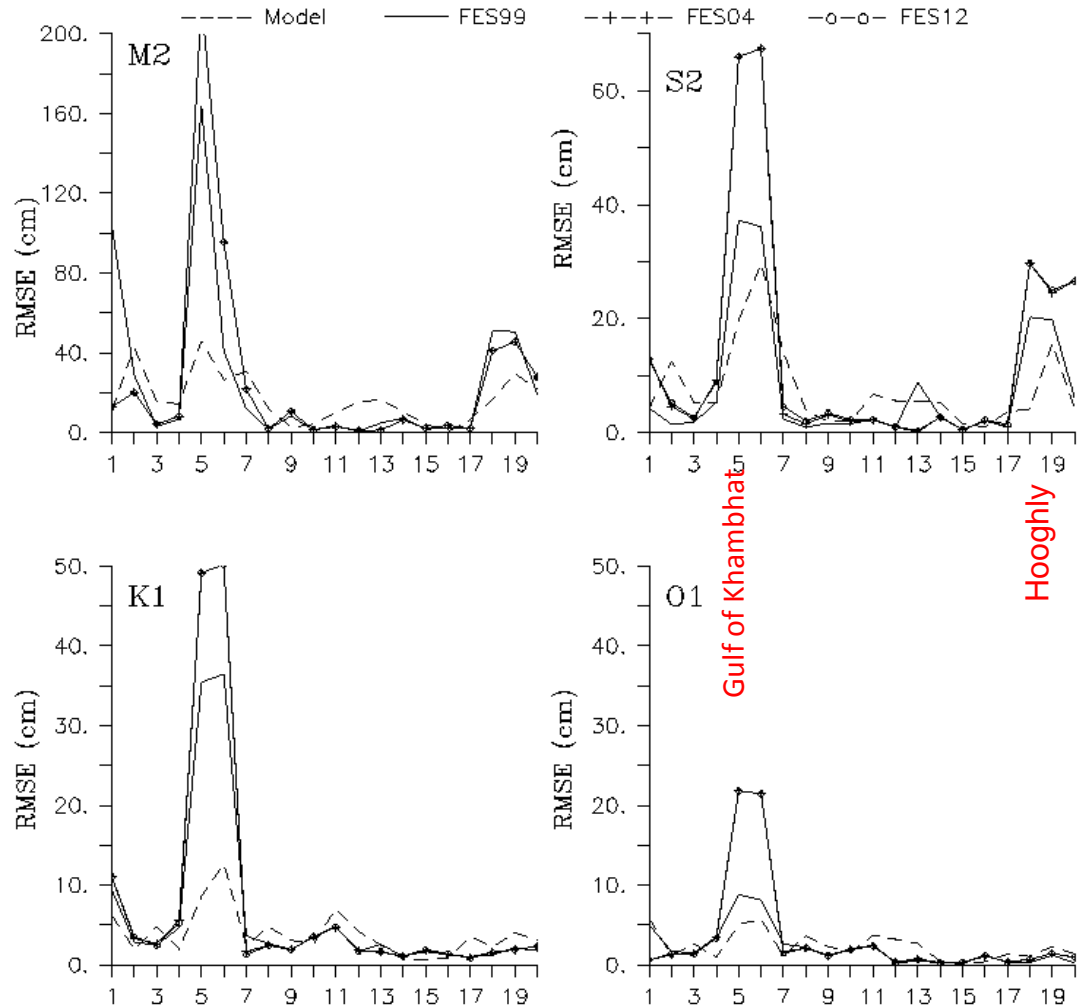 Model FES99 FES04 FES12
M2
200.
160.
120.
80.
40.
0.
RMSE (cm)
1 3 5 7 9 11 13 15 17 19
S2
60.
40.
20.
0.
RMSE (cm)
1 3 5 7 9 11 13 15 17 19
Gulf of Khambhat
Hooghly
K1
50.
40.
30.
20.
10.
0.
RMSE (cm)
1 3 5 7 9 11 13 15 17 19
O1
50.
40.
30.
20.
10.
0.
RMSE (cm)
1 3 5 7 9 11 13 15 17 19